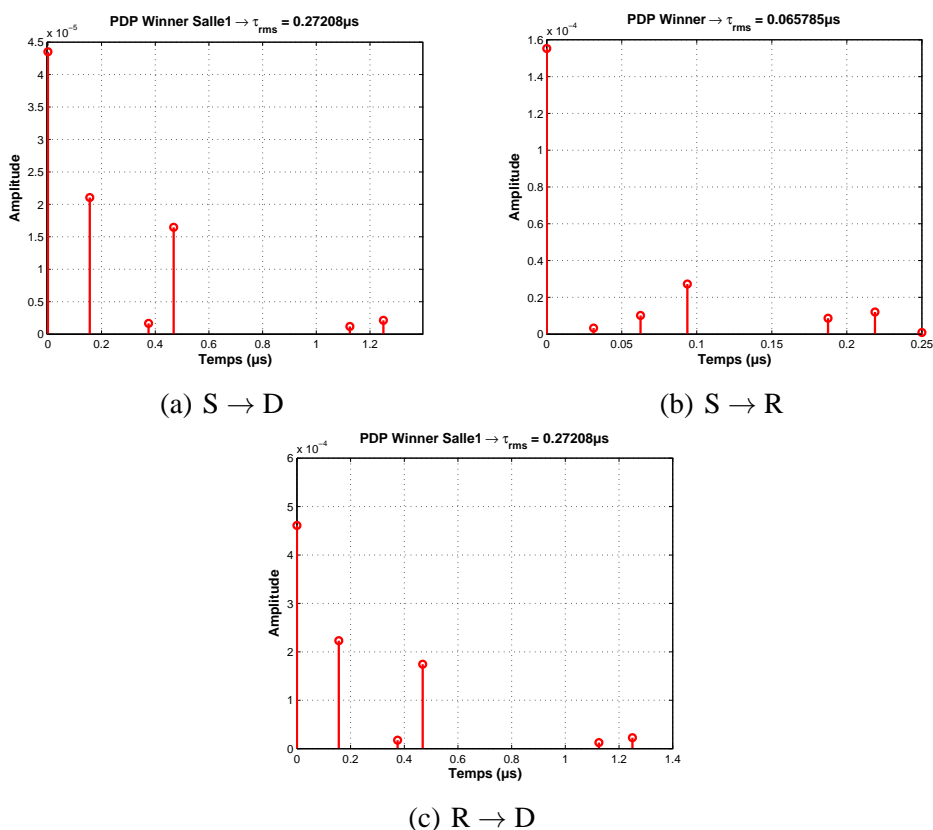 PDP Winner Salle1 → τrms = 0.27208µs
x 10⁻⁵
4.5
4
3.5
3
2.5
2
1.5
1
0.5
0
Amplitude
0 0.2 0.4 0.6 0.8 1 1.2
Temps (µs)
(a) S → D
PDP Winner → τrms = 0.065785µs
x 10⁻⁴
1.6
1.4
1.2
1
0.8
0.6
0.4
0.2
0
Amplitude
0 0.05 0.1 0.15 0.2 0.25
Temps (µs)
(b) S → R
PDP Winner Salle1 → τrms = 0.27208µs
x 10⁻⁴
6
5
4
3
2
1
0
Amplitude
0 0.2 0.4 0.6 0.8 1 1.2 1.4
Temps (µs)
(c) R → D